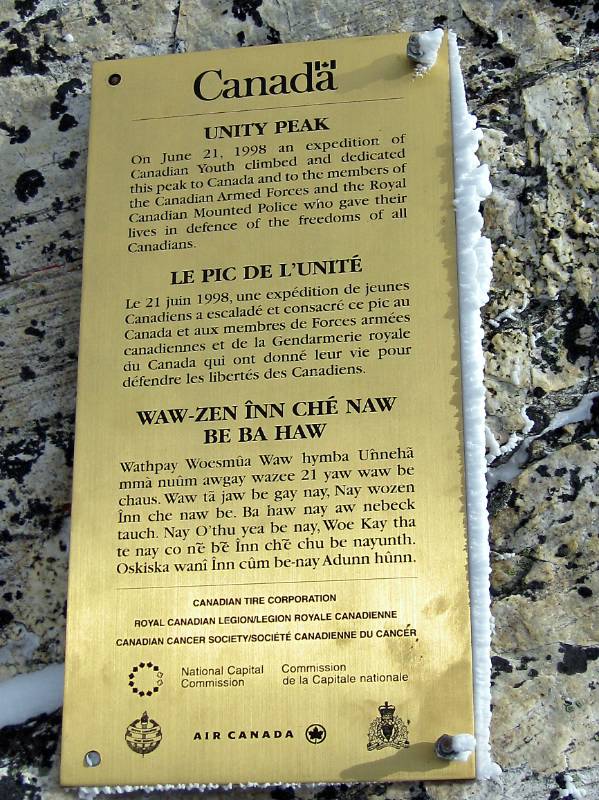 Canada
UNITY PEAK
On June 21, 1998 an expedition of
Canadian Youth climbed and dedicated
this peak to Canada and to the members of
the Canadian Armed Forces and the Royal
Canadian Mounted Police who gave their
lives in defence of the freedoms of all
Canadians.
LE PIC DE L'UNITÉ
Le 21 juin 1998, une expédition de jeunes
Canadiens a escaladé et consacré ce pic au
Canada et aux membres de Forces armées
canadiennes et de la Gendarmerie royale
du Canada qui ont donné leur vie pour
défendre les libertés des Canadiens.
WAW-ZEN ÎNN CHÉ NAW
BE BA HAW
Wathpay Woesmûa Waw hymba Uînnehã
mmà nuûm awgay wazee 21 yaw waw be
chaus. Waw tã jaw be gay nay, Nay wozen
Înn che naw be. Ba haw nay aw nebeck
tauch. Nay O'thu yea be nay, Woe Kay tha
te nay co nẽ bẽ Înn chẽ chu be nayunth.
Oskiska wanî Înn cûm be-nay Adunn hûnn.
CANADIAN TIRE CORPORATION
ROYAL CANADIAN LEGION/LEGION ROYALE CANADIENNE
CANADIAN CANCER SOCIETY/SOCIÉTÉ CANADIENNE DU CANCER
National Capital Commission
Commission de la Capitale nationale
AIR CANADA